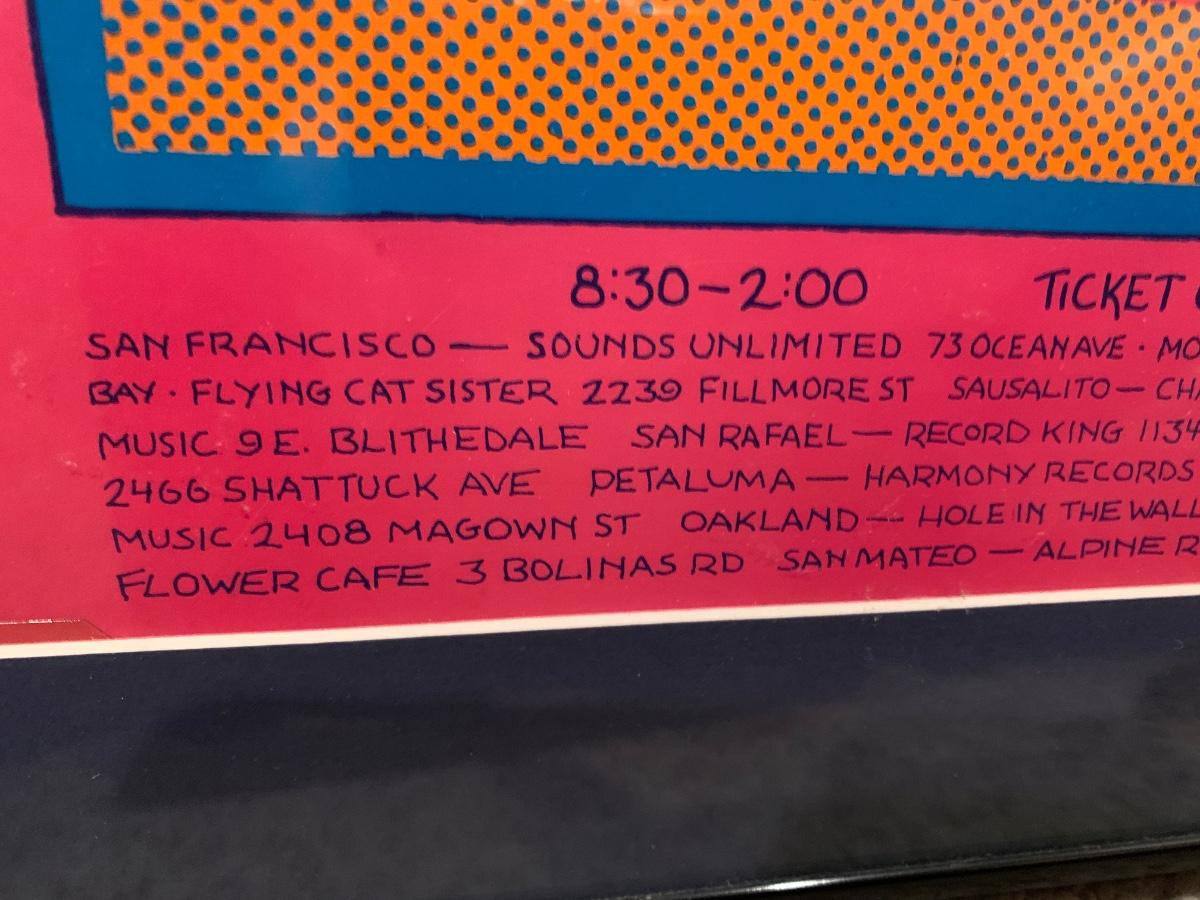 8:30-2:00 TICKET
SAN FRANCISCO — SOUNDS UNLIMITED 73 OCEAN AVE ·
BAY · FLYING CAT SISTER 2239 FILLMORE ST SAUSALITO —
MUSIC 9 E. BLITHEDALE SAN RAFAEL — RECORD KING 1134
2466 SHATTUCK AVE PETALUMA — HARMONY RECORDS
MUSIC 2408 MAGOWN ST OAKLAND — HOLE IN THE WALL
FLOWER CAFE 3 BOLINAS RD SAN MATEO — ALPINE